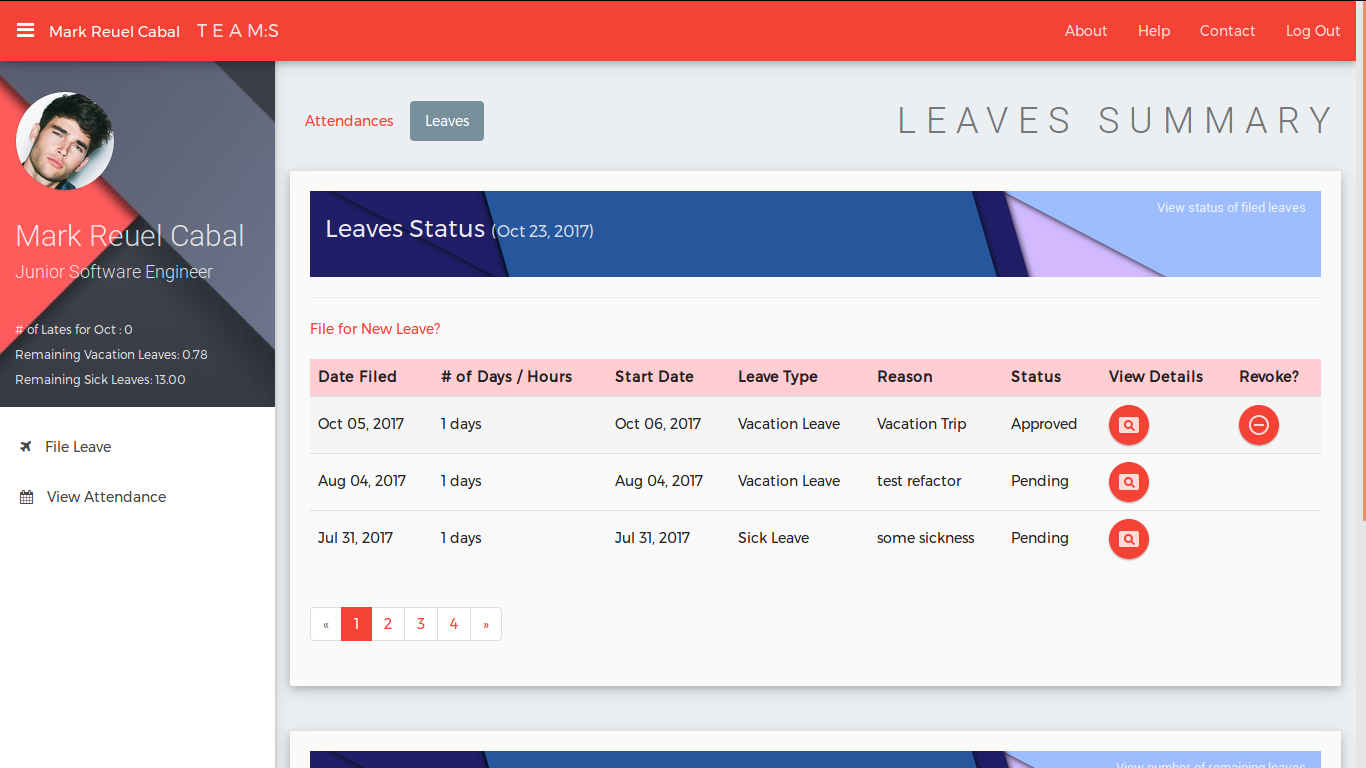 Mark Reuel Cabal T E A M:S About Help Contact Log Out
Mark Reuel Cabal
Junior Software Engineer
# of Lates for Oct : 0
Remaining Vacation Leaves: 0.78
Remaining Sick Leaves: 13.00
File Leave
View Attendance
Attendances Leaves LEAVES SUMMARY
Leaves Status (Oct 23, 2017) View status of filed leaves
File for New Leave?
Date Filed # of Days / Hours Start Date Leave Type Reason Status View Details Revoke?
Oct 05, 2017 1 days Oct 06, 2017 Vacation Leave Vacation Trip Approved
Aug 04, 2017 1 days Aug 04, 2017 Vacation Leave test refactor Pending
Jul 31, 2017 1 days Jul 31, 2017 Sick Leave some sickness Pending
« 1 2 3 4 »
View number of remaining leaves